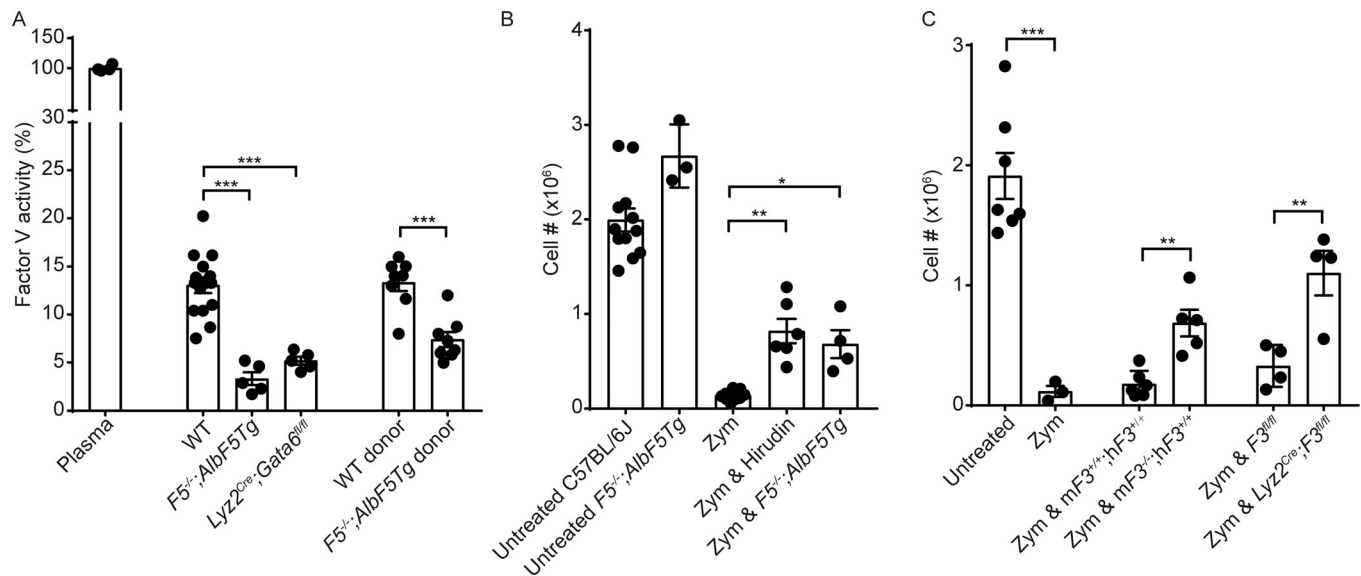 A
Factor V activity (%)
150
100
30
25
20
15
10
5
0
***
***
***
Plasma
WT
F5-/-;AlbF5Tg
Lyz2Cre;Gata6fl/fl
WT donor
F5-/-;AlbF5Tg donor
B
Cell # (x10⁶)
4
3
2
1
0
*
**
Untreated C57BL/6J
Untreated F5-/-;AlbF5Tg
Zym
Zym & Hirudin
Zym & F5-/-;AlbF5Tg
C
Cell # (x10⁶)
3
2
1
0
***
**
**
Untreated
Zym
Zym & mF3+/+;hF3+/+
Zym & mF3-/-;hF3+/+
Zym & F3fl/fl
Zym & Lyz2Cre;F3fl/fl